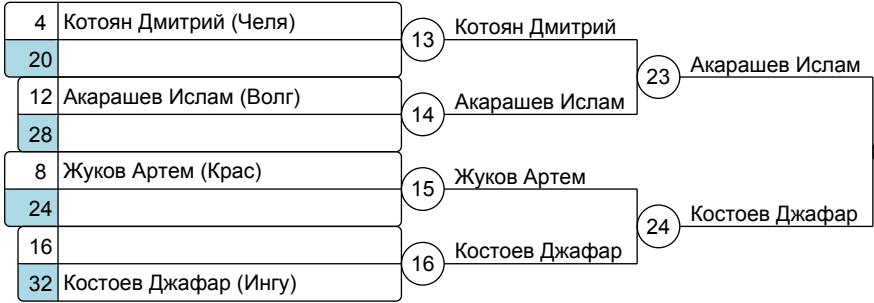 4 Котоян Дмитрий (Челя)
20
13 Котоян Дмитрий
23 Акарашев Ислам
12 Акарашев Ислам (Волг)
28
14 Акарашев Ислам
8 Жуков Артем (Крас)
24
15 Жуков Артем
24 Костоев Джафар
16
32 Костоев Джафар (Ингу)
16 Костоев Джафар